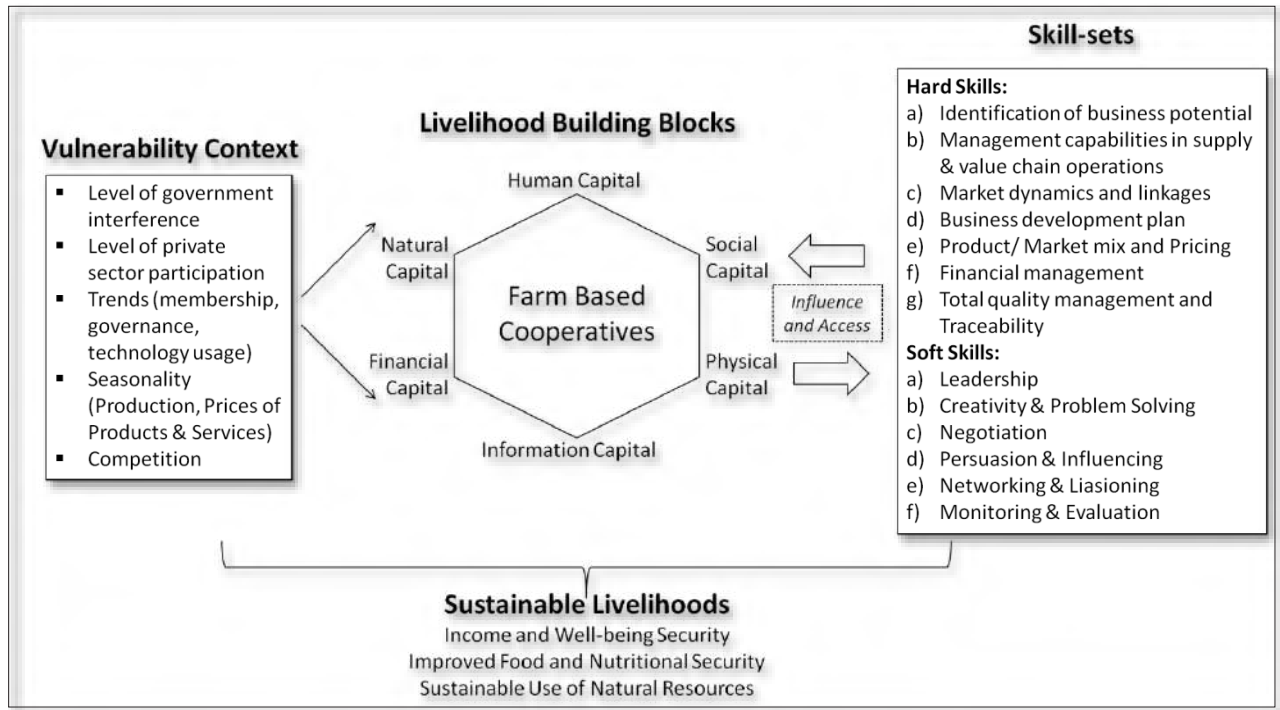 Skill-sets
Livelihood Building Blocks
Vulnerability Context
▪ Level of government
interference
▪ Level of private
sector participation
▪ Trends (membership,
governance,
technology usage)
▪ Seasonality
(Production, Prices of
Products & Services)
▪ Competition
Human Capital
Natural
Capital
Social
Capital
Farm Based
Cooperatives
Financial
Capital
Physical
Capital
Information Capital
Influence
and Access
Hard Skills:
a) Identification of business potential
b) Management capabilities in supply
& value chain operations
c) Market dynamics and linkages
d) Business development plan
e) Product/ Market mix and Pricing
f) Financial management
g) Total quality management and
Traceability
Soft Skills:
a) Leadership
b) Creativity & Problem Solving
c) Negotiation
d) Persuasion & Influencing
e) Networking & Liasioning
f) Monitoring & Evaluation
Sustainable Livelihoods
Income and Well-being Security
Improved Food and Nutritional Security
Sustainable Use of Natural Resources